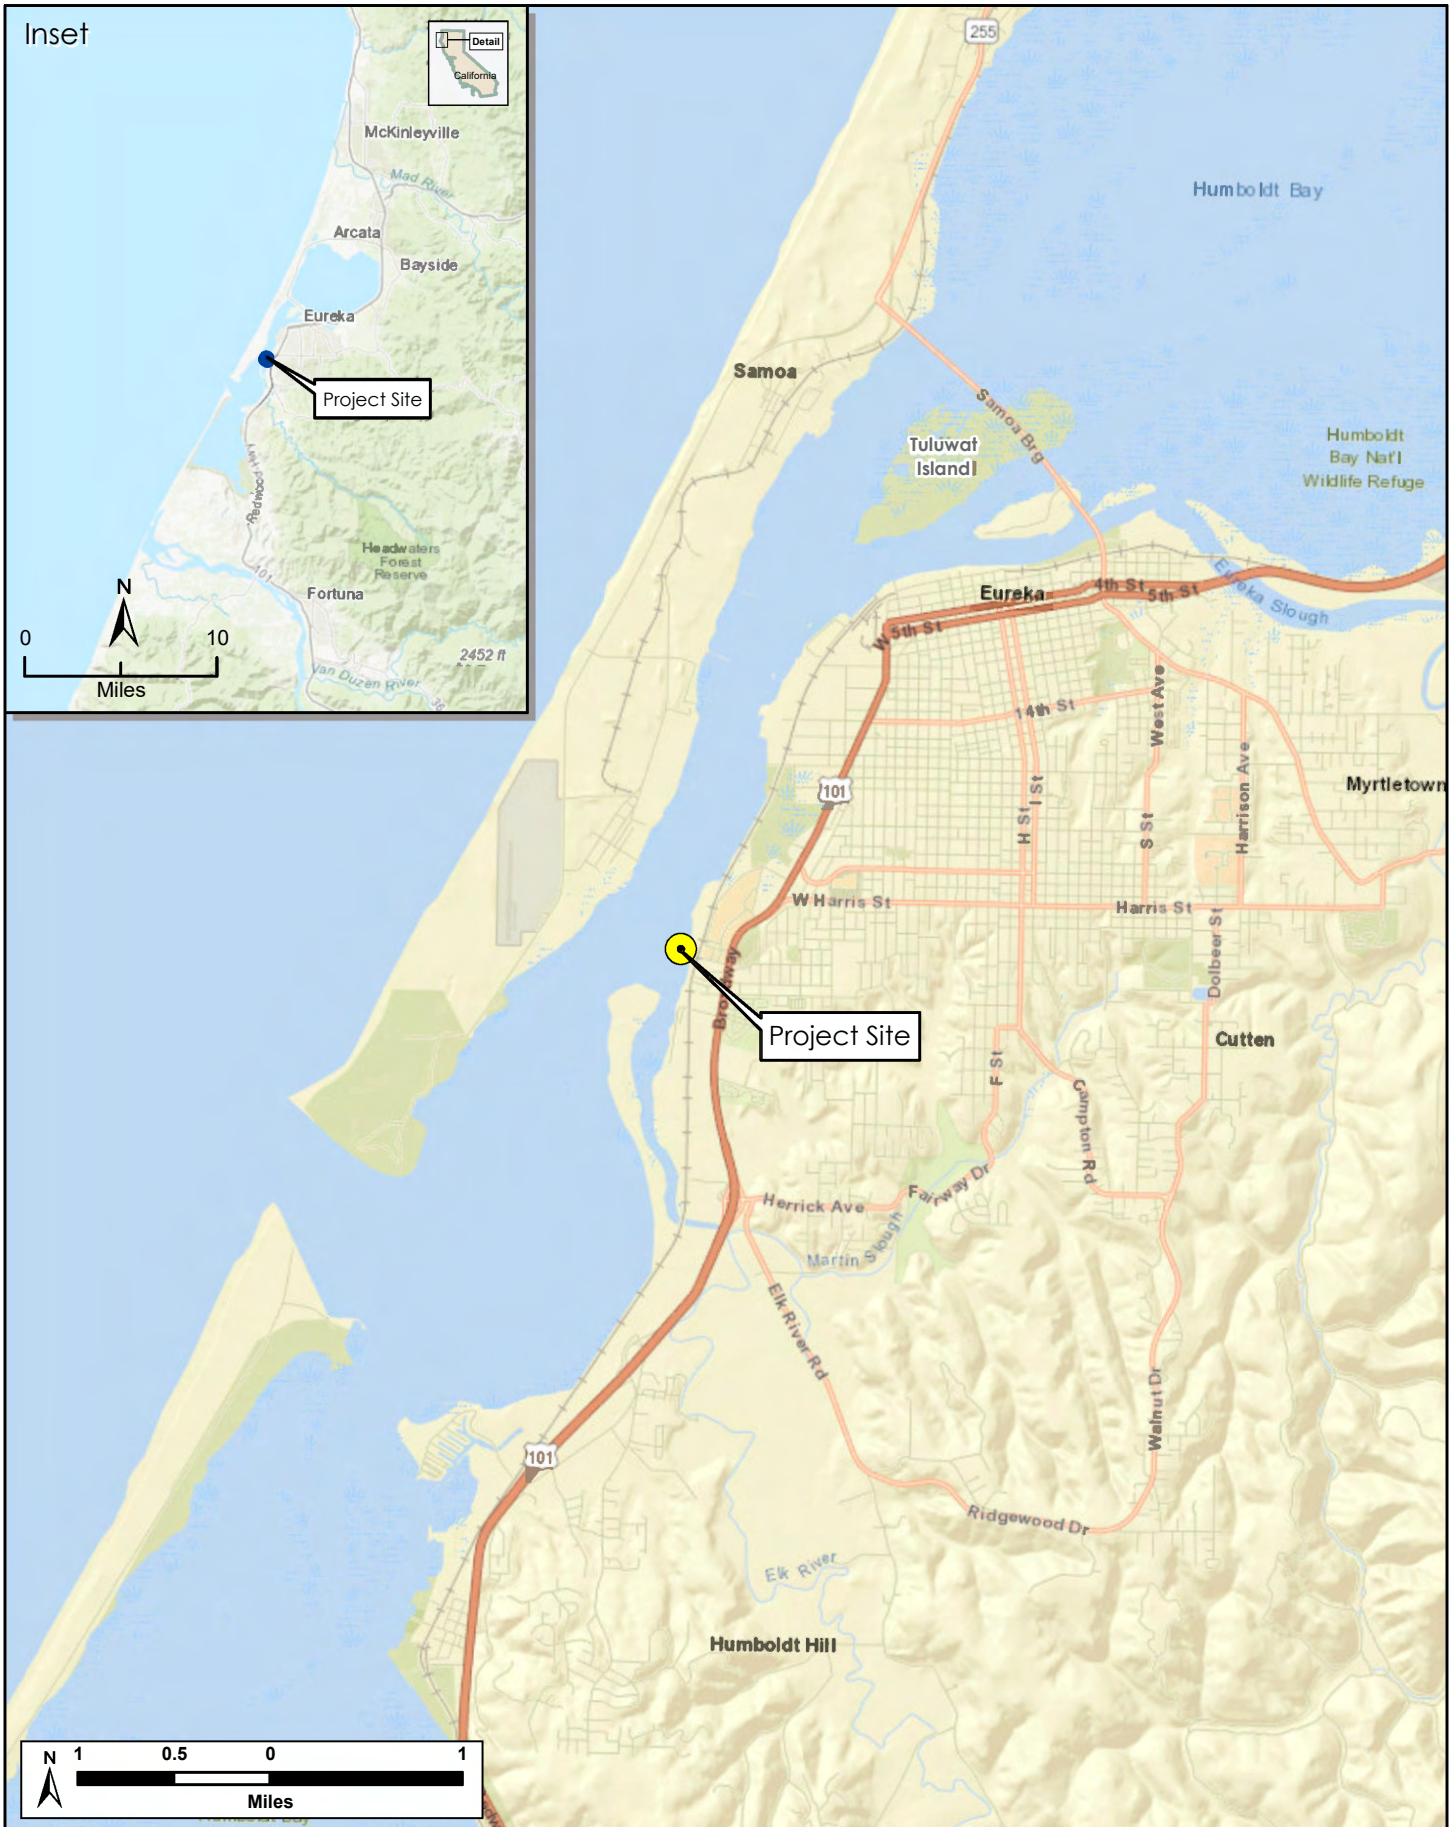 Inset
Detail
California
McKinleyville
Mad River
Arcata
Bayside
Eureka
Project Site
Redwood Hwy
Headwaters
Forest
Reserve
101
Fortuna
2452 ft
Van Duzen River
36
N
0 10
Miles
255
Humboldt Bay
Samoa
Samoa Brg
Tuluwat
Island
Humboldt
Bay Nat'l
Wildlife Refuge
Eureka Slough
Eureka
4th St
5th St
W 5th St
14th St
West Ave
Harrison Ave
Myrtletown
101
H St
I St
S St
W Harris St
Harris St
Dolbeer St
Broadway
Project Site
Cutten
F St
Campton Rd
Fairway Dr
Herrick Ave
Martin Slough
Elk River Rd
Walnut Dr
101
Ridgewood Dr
Elk River
Humboldt Hill
N
1 0.5 0 1
Miles